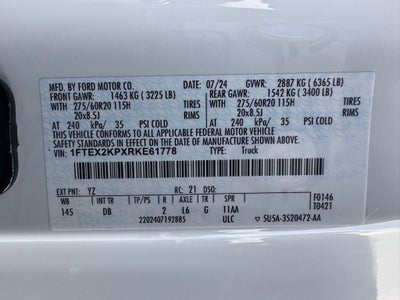 MFD. BY FORD MOTOR CO. 07/24 GVWR: 2887 KG ( 6365 LB)
FRONT GAWR: 1463 KG ( 3225 LB) REAR GAWR: 1542 KG ( 3400 LB)
WITH 275/60R20 115H WITH 275/60R20 115H
20x8.5J 20x8.5J
AT 240 kPa/ 35 PSI COLD AT 240 kPa/ 35 PSI COLD
THIS VEHICLE CONFORMS TO ALL APPLICABLE FEDERAL MOTOR VEHICLE
SAFETY STANDARDS IN EFFECT ON THE DATE OF MANUFACTURE SHOWN ABOVE.
VIN: 1FTEX2KPXRKE61778 TYPE: Truck
EXT PNT: YZ RC: 21 DSO: F0146
WB INT TR TP/PS R AXLE TR SPR T0421
145 DB 2 L6 G 11AA
2202407192885 ULC 5U5A-3520472-AA